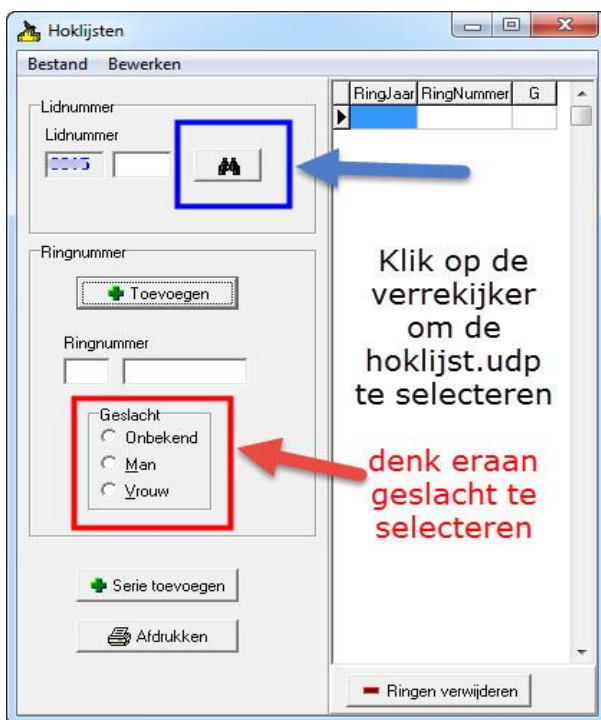 Hoklijsten
Bestand Bewerken
Lidnummer
Lidnummer
Ringnummer
Toevoegen
Ringnummer
Geslacht
Onbekend
Man
Vrouw
Serie toevoegen
Afdrukken
RingJaar RingNummer G
Klik op de
verrekijker
om de
hoklijst.udp
te selecteren
denk eraan
geslacht te
selecteren
Ringen verwijderen